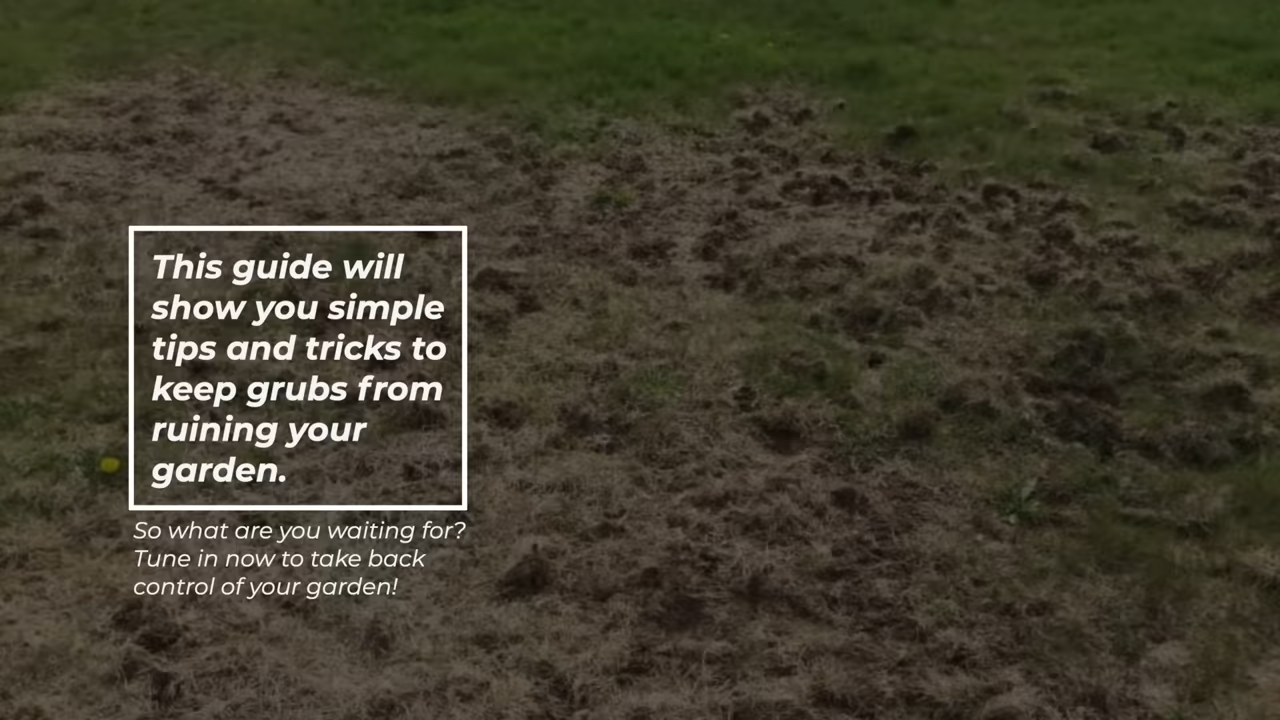 This guide will
show you simple
tips and tricks to
keep grubs from
ruining your
garden.
So what are you waiting for?
Tune in now to take back
control of your garden!